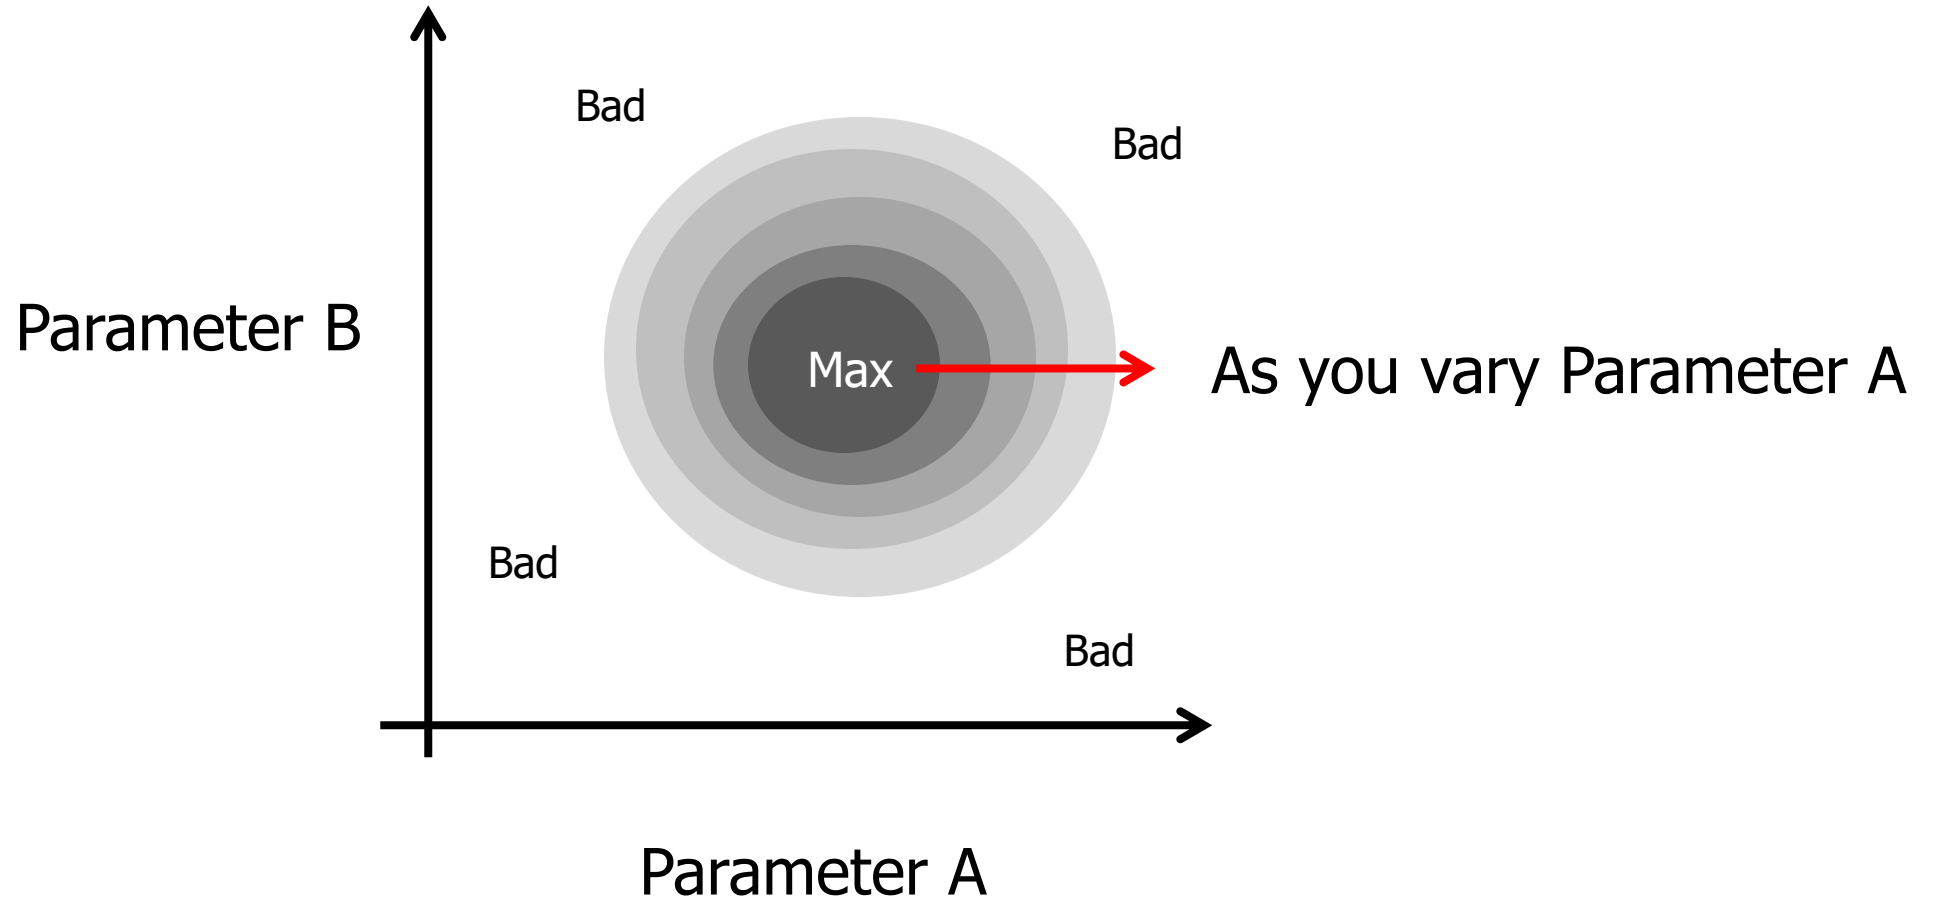 Bad
Bad
Parameter B
Max
As you vary Parameter A
Bad
Bad
Parameter A